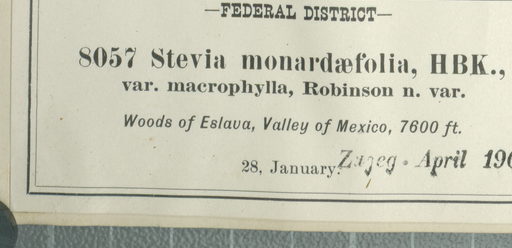 —FEDERAL DISTRICT—
8057 Stevia monardæfolia, HBK.,
var. macrophylla, Robinson n. var.
Woods of Eslava, Valley of Mexico, 7600 ft.
28, January. April